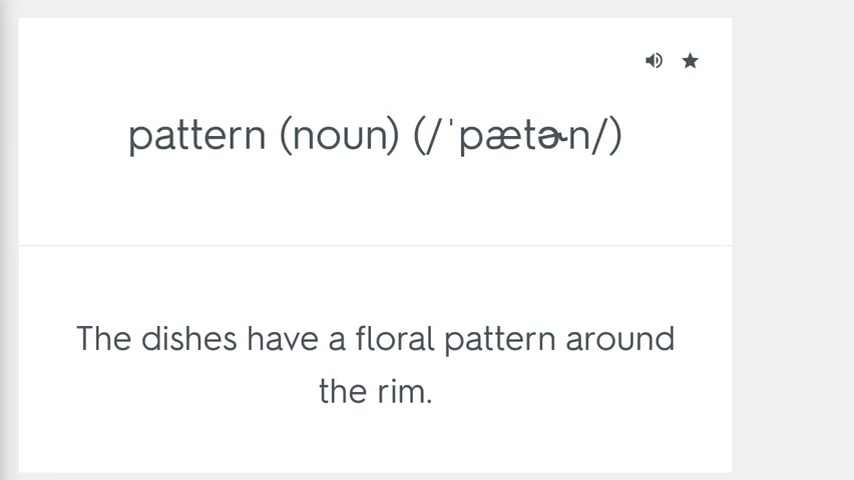 pattern (noun) (/ˈpætɚn/)
The dishes have a floral pattern around
the rim.